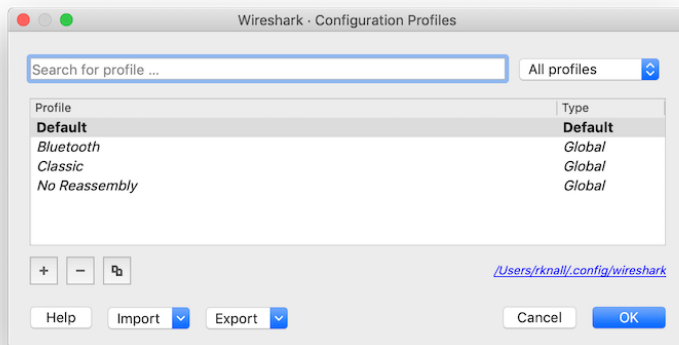 Wireshark · Configuration Profiles
Search for profile ...
All profiles
Profile Type
Default Default
Bluetooth Global
Classic Global
No Reassembly Global
/Users/rknall/.config/wireshark
Help Import Export Cancel OK